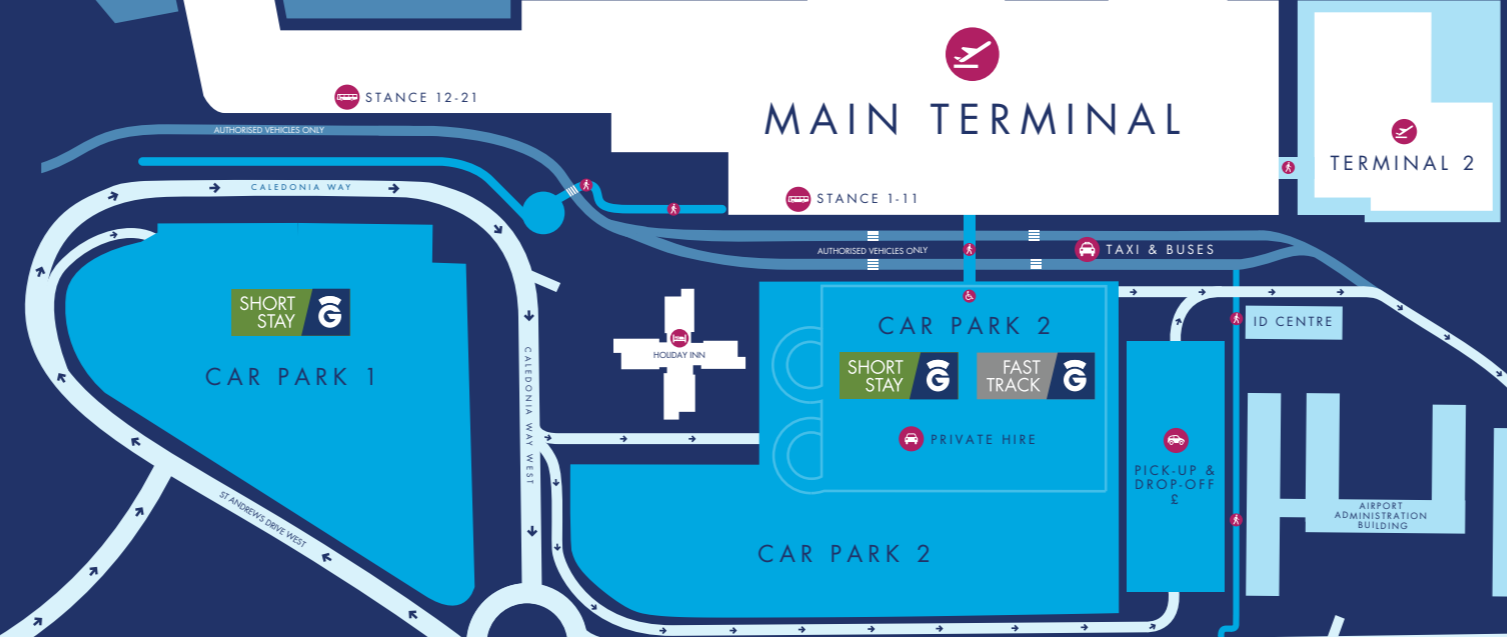 STANCE 12-21
MAIN TERMINAL
TERMINAL 2
AUTHORISED VEHICLES ONLY
CALEDONIA WAY
STANCE 1-11
AUTHORISED VEHICLES ONLY
TAXI & BUSES
SHORT
STAY
G
CAR PARK 1
CALEDONIA WAY WEST
HOLIDAY INN
CAR PARK 2
SHORT
STAY
G
FAST
TRACK
G
PRIVATE HIRE
ID CENTRE
PICK-UP &
DROP-OFF
£
AIRPORT
ADMINISTRATION
BUILDING
ST ANDREWS DRIVE WEST
CAR PARK 2